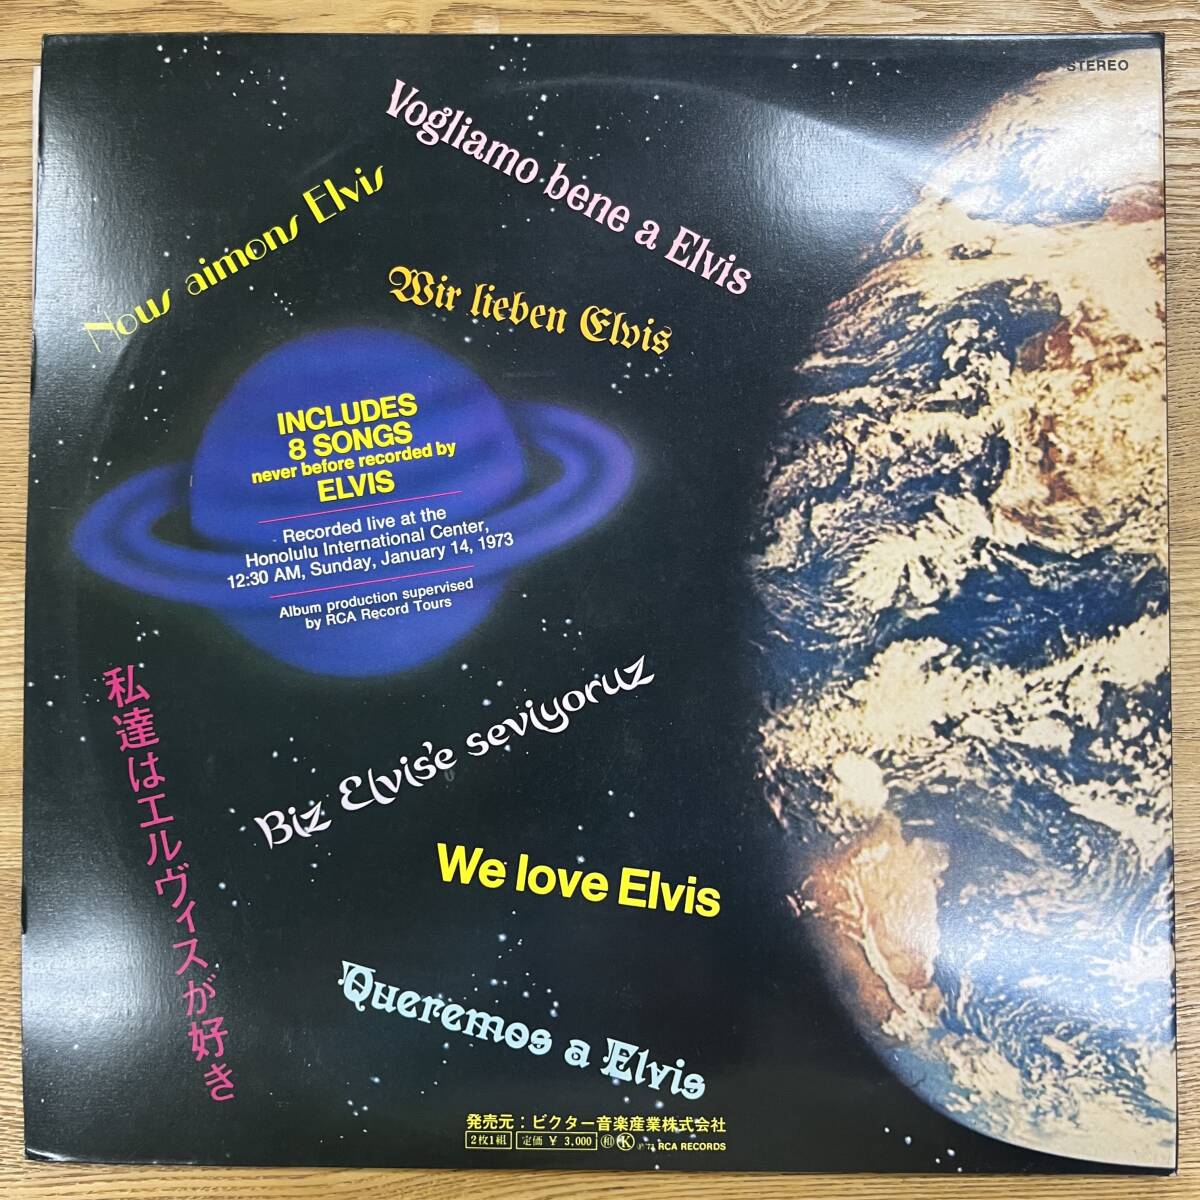 STEREO
Vogliamo bene a Elvis
Nous aimons Elvis
Wir lieben Elvis
INCLUDES
8 SONGS
never before recorded by
ELVIS
Recorded live at the
Honolulu International Center,
12:30 AM, Sunday, January 14, 1973
Album production supervised
by RCA Record Tours
私達はエルヴィスが好き
Biz Elvis'e seviyoruz
We love Elvis
Queremos a Elvis
発売元：ビクター音楽産業株式会社
2枚1組 定価 ¥ 3,000 和 K RCA RECORDS